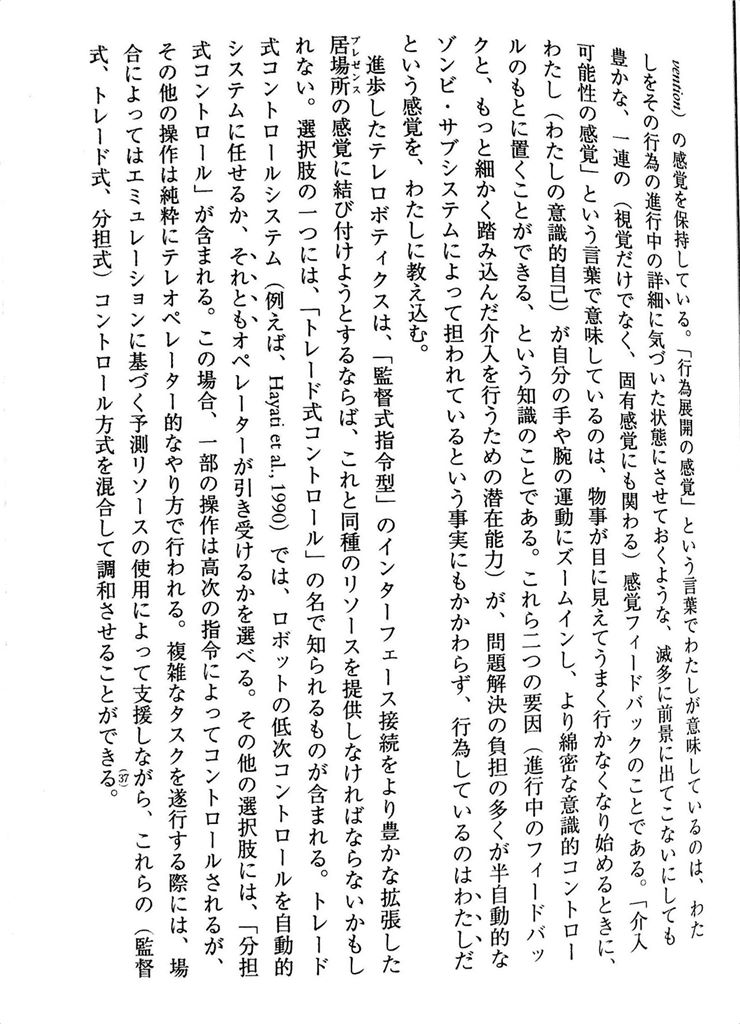 vention）の感覚を保持している。「行為展開の感覚」という言葉でわたしが意味しているのは、わた
しをその行為の進行中の詳細に気づいた状態にさせておくような、滅多に前景に出てこないにしても
豊かな、一連の（視覚だけでなく、固有感覚にも関わる）感覚フィードバックのことである。「介入
可能性の感覚」という言葉で意味しているのは、物事が目に見えてうまく行かなくなり始めるときに、
わたし（わたしの意識的自己）が自分の手や腕の運動にズームインし、より綿密な意識的コントロー
ルのもとに置くことができる、という知識のことである。これら二つの要因（進行中のフィードバッ
クと、もっと細かく踏み込んだ介入を行うための潜在能力）が、問題解決の負担の多くが半自動的な
ゾンビ・サブシステムによって担われているという事実にもかかわらず、行為しているのはわたしだ
という感覚を、わたしに教え込む。
進歩したテレロボティクスは、「監督式指令型」のインターフェース接続をより豊かな拡張した
居場所プレゼンスの感覚に結び付けようとするならば、これと同種のリソースを提供しなければならないかもし
れない。選択肢の一つには、「トレード式コントロール」の名で知られるものが含まれる。トレード
式コントロールシステム（例えば、Hayati et al., 1990）では、ロボットの低次コントロールを自動的
システムに任せるか、それともオペレーターが引き受けるかを選べる。その他の選択肢には、「分担
式コントロール」が含まれる。この場合、一部の操作は高次の指令によってコントロールされるが、
その他の操作は純粋にテレオペレーター的なやり方で行われる。複雑なタスクを遂行する際には、場
合によってはエミュレーションに基づく予測リソースの使用によって支援しながら、これらの（監督
式、トレード式、分担式）コントロール方式を混合して調和させることができる。(37)